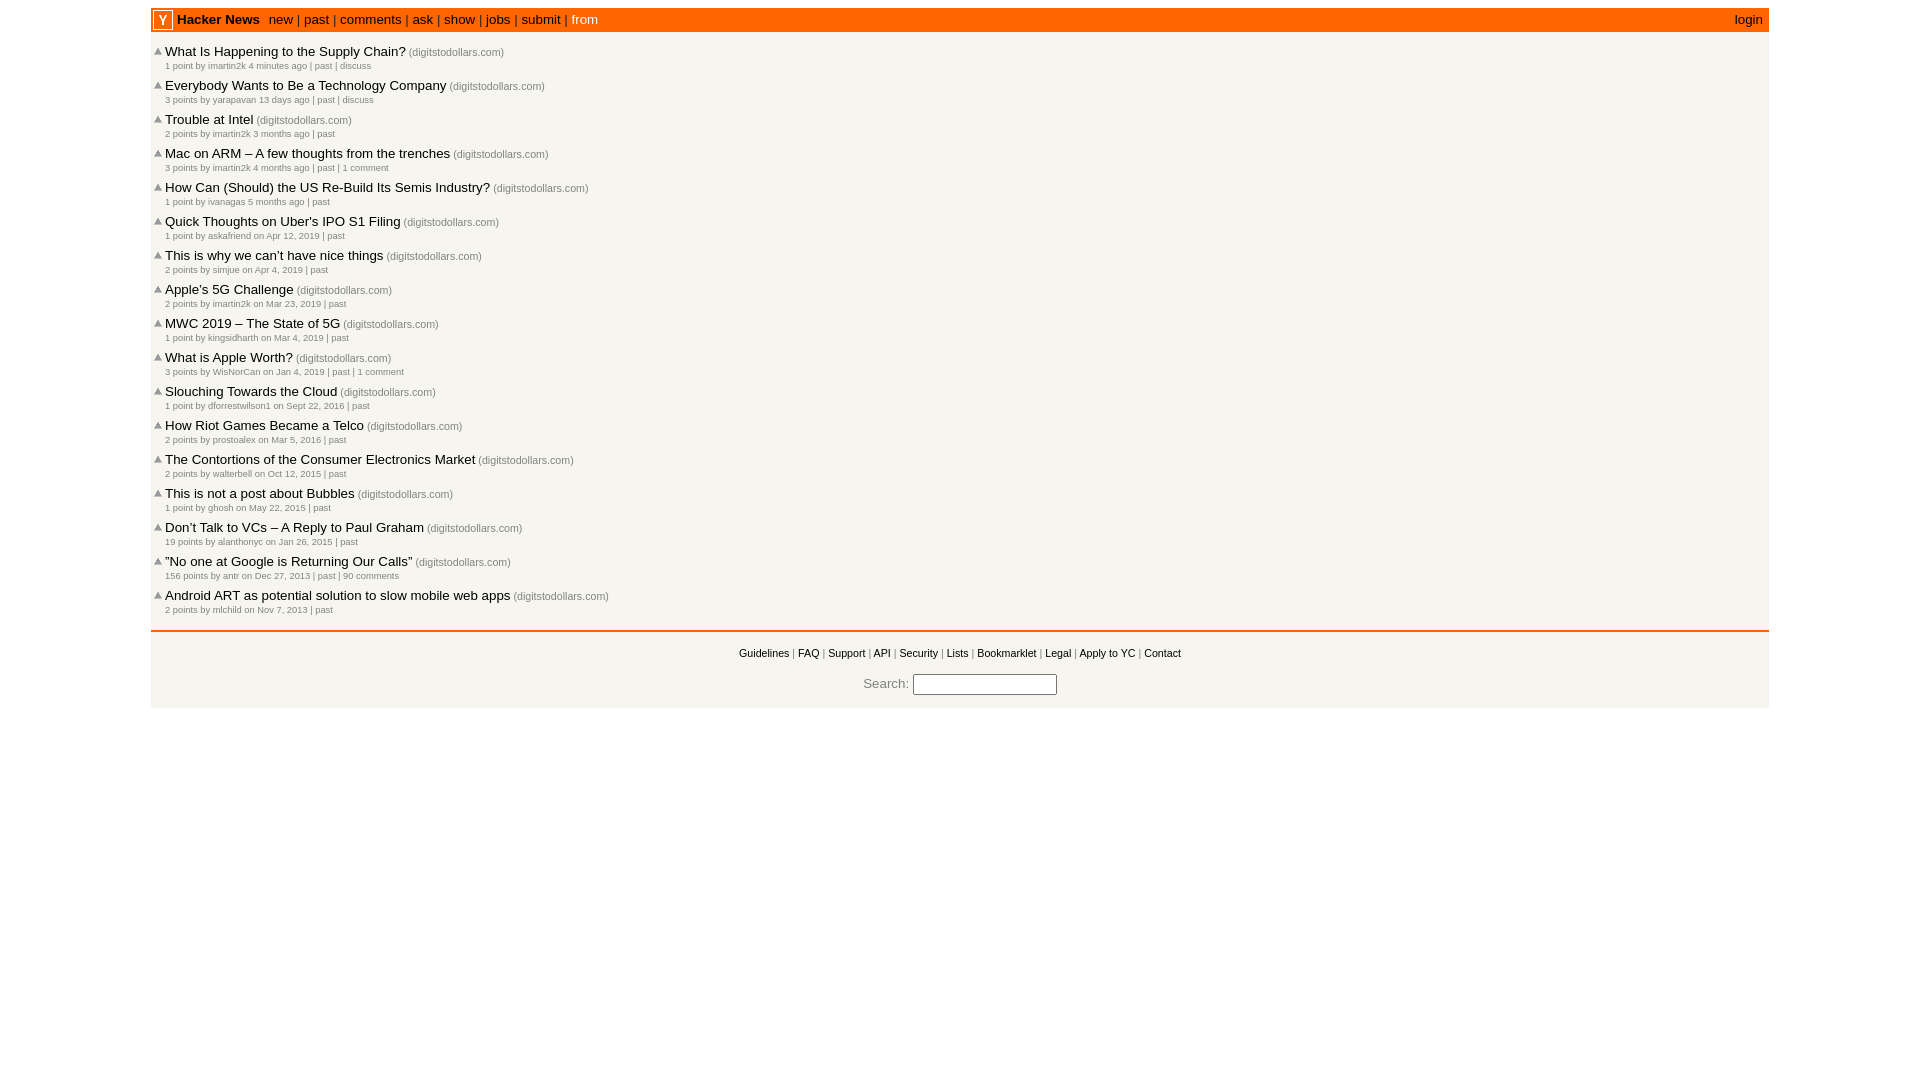 Y Hacker News new | past | comments | ask | show | jobs | submit | from login
What Is Happening to the Supply Chain? (digitstodollars.com)
1 point by imartin2k 4 minutes ago | past | discuss
Everybody Wants to Be a Technology Company (digitstodollars.com)
3 points by yarapavan 13 days ago | past | discuss
Trouble at Intel (digitstodollars.com)
2 points by imartin2k 3 months ago | past
Mac on ARM – A few thoughts from the trenches (digitstodollars.com)
3 points by imartin2k 4 months ago | past | 1 comment
How Can (Should) the US Re-Build Its Semis Industry? (digitstodollars.com)
1 point by ivanagas 5 months ago | past
Quick Thoughts on Uber's IPO S1 Filing (digitstodollars.com)
1 point by askafriend on Apr 12, 2019 | past
This is why we can’t have nice things (digitstodollars.com)
2 points by simjue on Apr 4, 2019 | past
Apple’s 5G Challenge (digitstodollars.com)
2 points by imartin2k on Mar 23, 2019 | past
MWC 2019 – The State of 5G (digitstodollars.com)
1 point by kingsidharth on Mar 4, 2019 | past
What is Apple Worth? (digitstodollars.com)
3 points by WisNorCan on Jan 4, 2019 | past | 1 comment
Slouching Towards the Cloud (digitstodollars.com)
1 point by dforrestwilson1 on Sept 22, 2016 | past
How Riot Games Became a Telco (digitstodollars.com)
2 points by prostoalex on Mar 5, 2016 | past
The Contortions of the Consumer Electronics Market (digitstodollars.com)
2 points by walterbell on Oct 12, 2015 | past
This is not a post about Bubbles (digitstodollars.com)
1 point by ghosh on May 22, 2015 | past
Don’t Talk to VCs – A Reply to Paul Graham (digitstodollars.com)
19 points by alanthonyc on Jan 26, 2015 | past
”No one at Google is Returning Our Calls” (digitstodollars.com)
156 points by antr on Dec 27, 2013 | past | 90 comments
Android ART as potential solution to slow mobile web apps (digitstodollars.com)
2 points by mlchild on Nov 7, 2013 | past
Guidelines | FAQ | Support | API | Security | Lists | Bookmarklet | Legal | Apply to YC | Contact
Search: